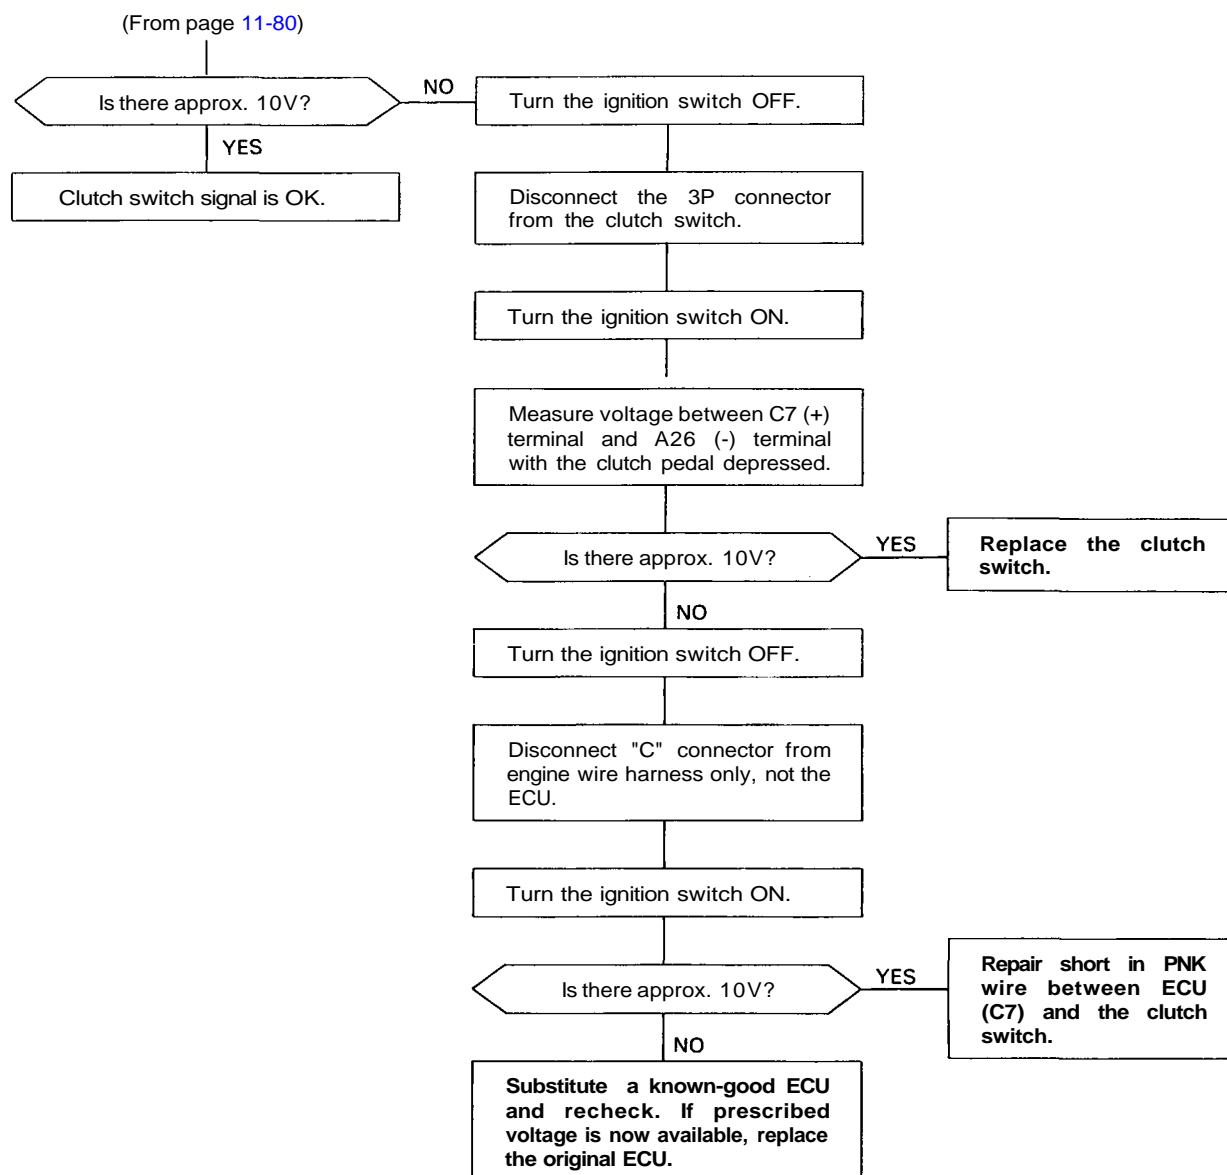 (From page 11-80)
Is there approx. 10V?
NO
Turn the ignition switch OFF.
YES
Clutch switch signal is OK.
Disconnect the 3P connector
from the clutch switch.
Turn the ignition switch ON.
Measure voltage between C7 (+)
terminal and A26 (-) terminal
with the clutch pedal depressed.
Is there approx. 10V?
YES
Replace the clutch
switch.
NO
Turn the ignition switch OFF.
Disconnect "C" connector from
engine wire harness only, not the
ECU.
Turn the ignition switch ON.
Is there approx. 10V?
YES
Repair short in PNK
wire between ECU
(C7) and the clutch
switch.
NO
Substitute a known-good ECU
and recheck. If prescribed
voltage is now available, replace
the original ECU.